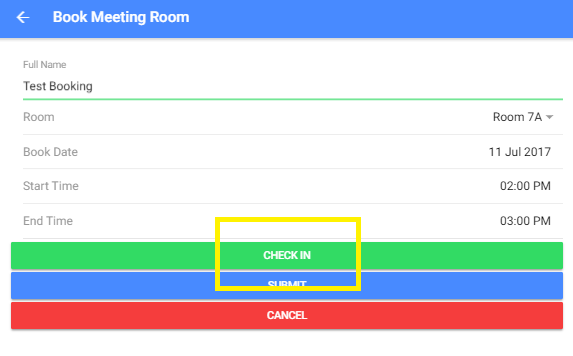 Book Meeting Room
Full Name
Test Booking
Room Room 7A
Book Date 11 Jul 2017
Start Time 02:00 PM
End Time 03:00 PM
CHECK IN
SUBMIT
CANCEL